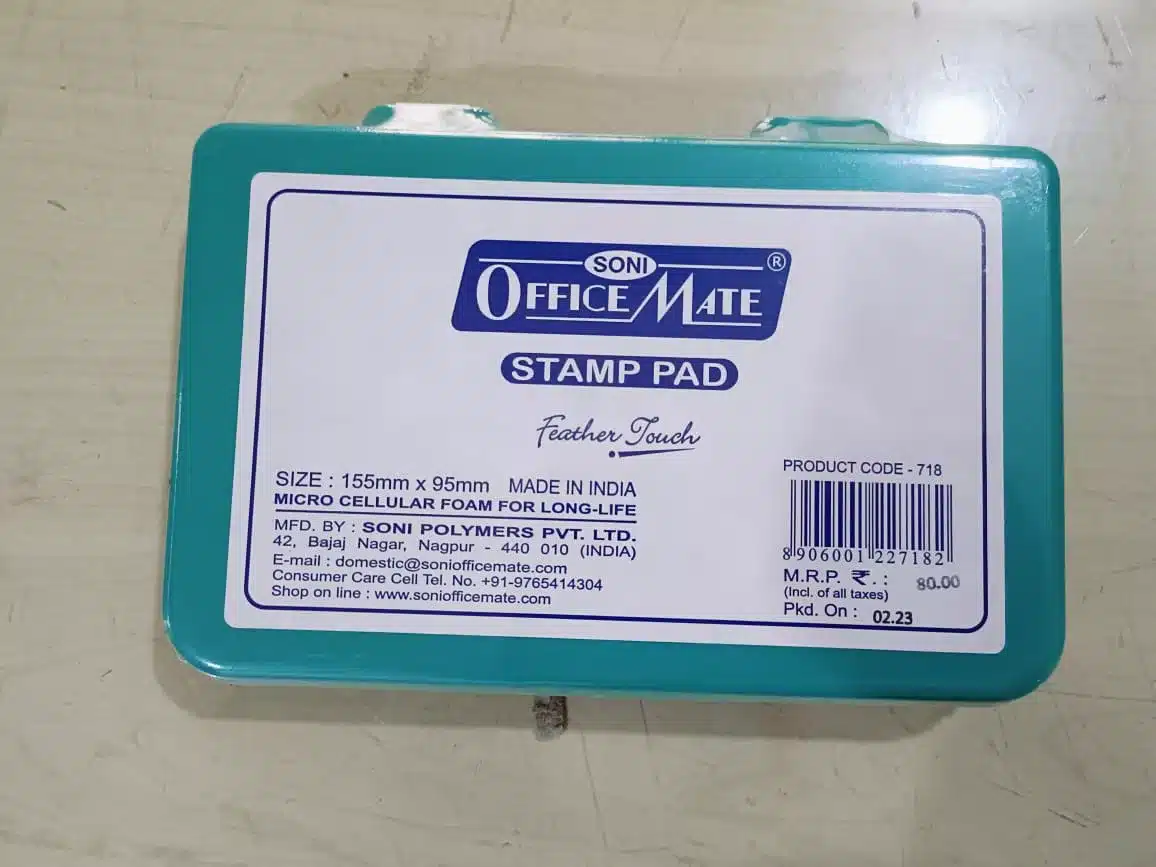 SONI
OFFICE MATE ®
STAMP PAD
Feather Touch
SIZE : 155mm x 95mm MADE IN INDIA
MICRO CELLULAR FOAM FOR LONG-LIFE
MFD. BY : SONI POLYMERS PVT. LTD.
42, Bajaj Nagar, Nagpur - 440 010 (INDIA)
E-mail : domestic@soniofficemate.com
Consumer Care Cell Tel. No. +91-9765414304
Shop on line : www.soniofficemate.com
PRODUCT CODE - 718
8 906001 227182
M.R.P. ₹. : 80.00
(Incl. of all taxes)
Pkd. On : 02.23